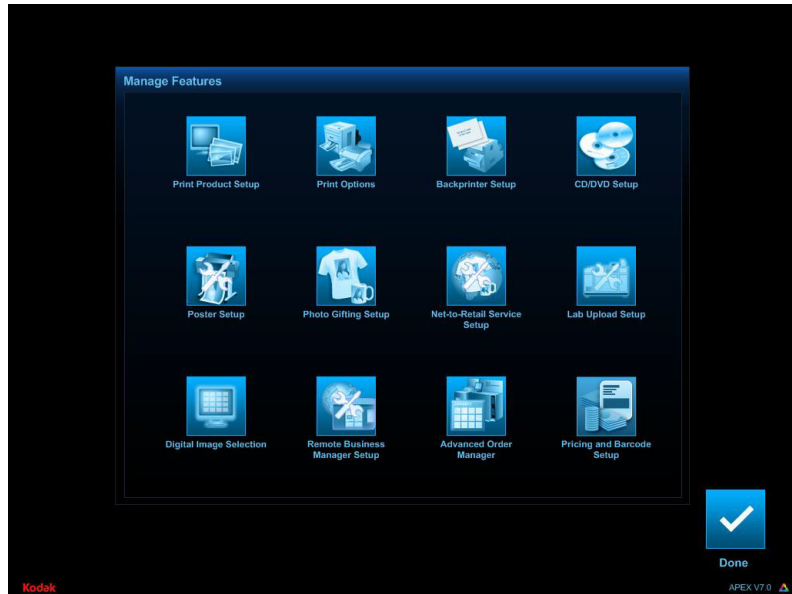 Manage Features
Print Product Setup
Print Options
Backprinter Setup
CD/DVD Setup
Poster Setup
Photo Gifting Setup
Net-to-Retail Service
Setup
Lab Upload Setup
Digital Image Selection
Remote Business
Manager Setup
Advanced Order
Manager
Pricing and Barcode
Setup
Done
Kodak
APEX V7.0